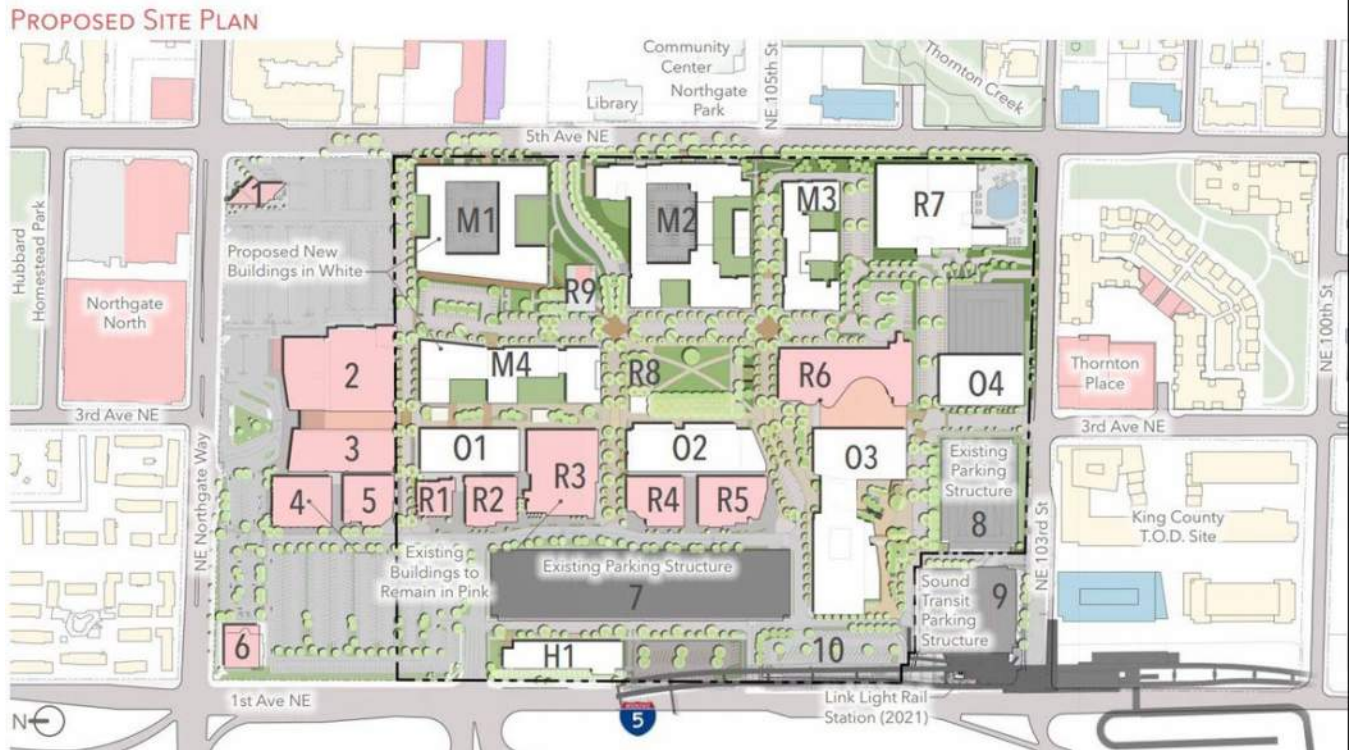 PROPOSED SITE PLAN
Community
Center
Northgate
Park
Library
NE 105th St
Thornton Creek
5th Ave NE
Hubbard
Homestead Park
1
M1
M2
M3
R7
Proposed New
Buildings in White
R9
Northgate
North
NE 100th St
2
M4
R8
R6
O4
Thornton
Place
3rd Ave NE
3rd Ave NE
NE Northgate Way
3
O1
R3
O2
O3
Existing
Parking
Structure
8
4
5
R1
R2
R4
R5
King County
T.O.D. Site
NE 103rd St
Existing
Buildings to
Remain in Pink
Existing Parking Structure
7
Sound
Transit
Parking
Structure
9
6
H1
10
1st Ave NE
Link Light Rail
Station (2021)
N
5